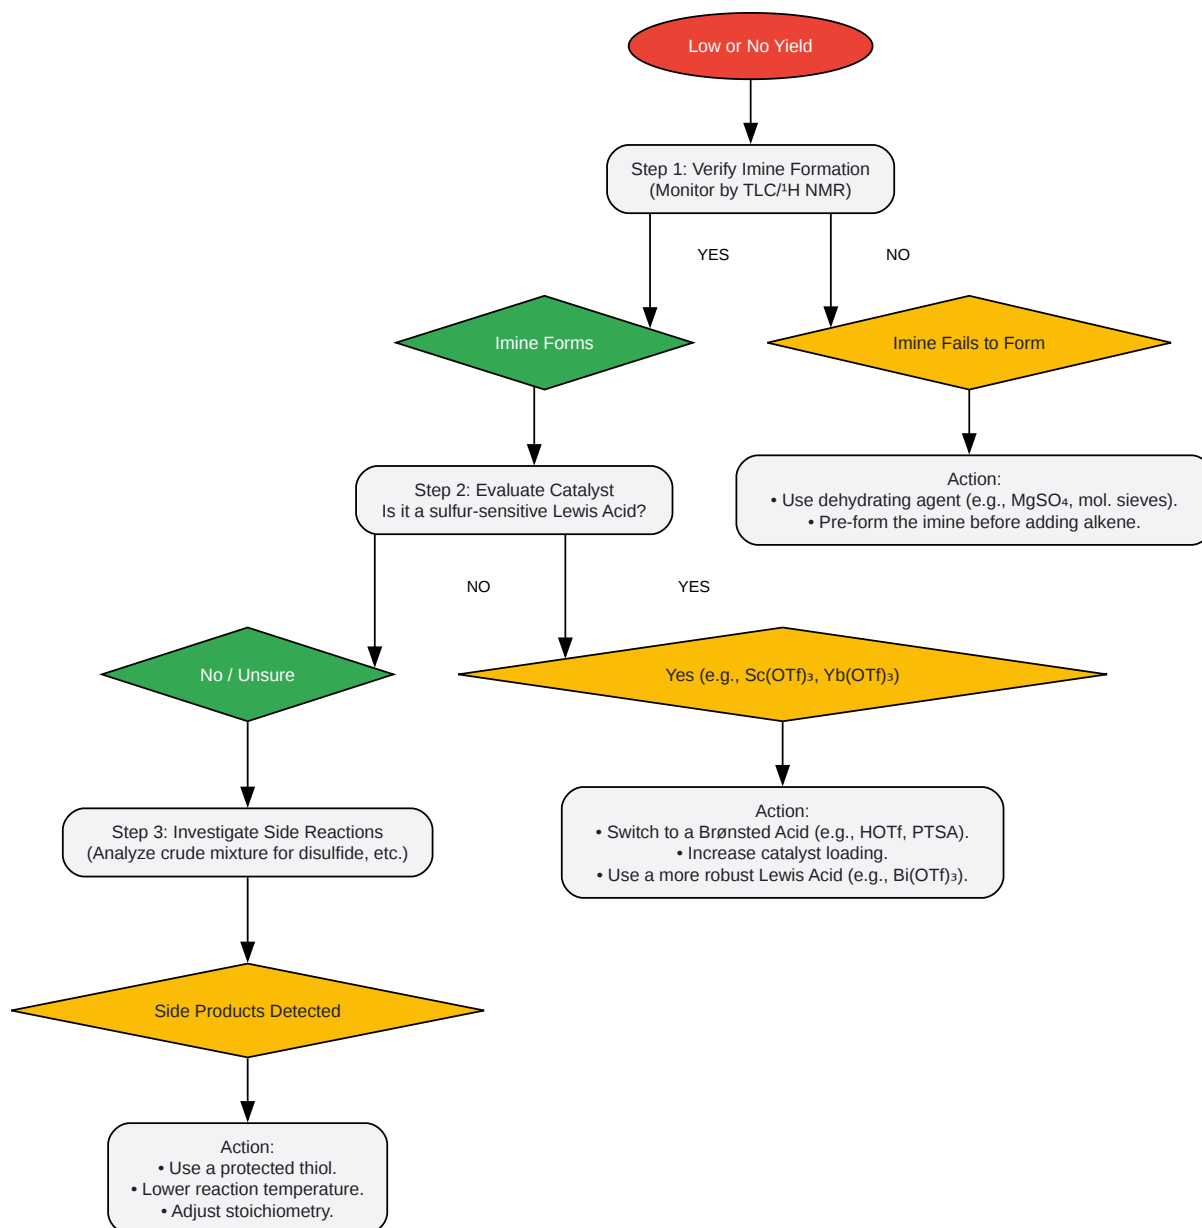 Low or No Yield
Step 1: Verify Imine Formation
(Monitor by TLC/¹H NMR)
YES
NO
Imine Forms
Imine Fails to Form
Step 2: Evaluate Catalyst
Is it a sulfur-sensitive Lewis Acid?
Action:
• Use dehydrating agent (e.g., MgSO₄, mol. sieves).
• Pre-form the imine before adding alkene.
NO
YES
No / Unsure
Yes (e.g., Sc(OTf)₃, Yb(OTf)₃)
Step 3: Investigate Side Reactions
(Analyze crude mixture for disulfide, etc.)
Action:
• Switch to a Brønsted Acid (e.g., HOTf, PTSA).
• Increase catalyst loading.
• Use a more robust Lewis Acid (e.g., Bi(OTf)₃).
Side Products Detected
Action:
• Use a protected thiol.
• Lower reaction temperature.
• Adjust stoichiometry.